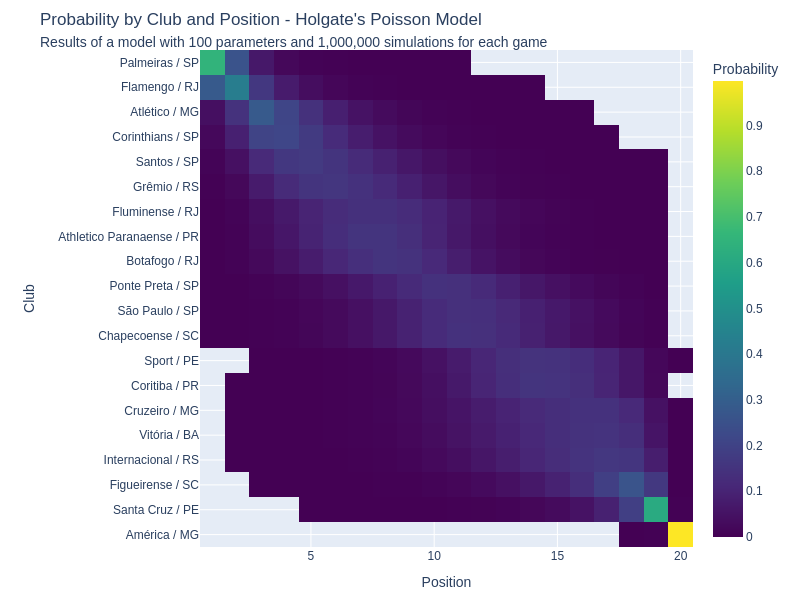 Probability by Club and Position - Holgate's Poisson Model
Results of a model with 100 parameters and 1,000,000 simulations for each game
Probability
Palmeiras / SP
Flamengo / RJ
Atlético / MG
Corinthians / SP
Santos / SP
Grêmio / RS
Fluminense / RJ
Athletico Paranaense / PR
Botafogo / RJ
Ponte Preta / SP
São Paulo / SP
Chapecoense / SC
Sport / PE
Coritiba / PR
Cruzeiro / MG
Vitória / BA
Internacional / RS
Figueirense / SC
Santa Cruz / PE
América / MG
Club
5
10
15
20
Position
0.9
0.8
0.7
0.6
0.5
0.4
0.3
0.2
0.1
0